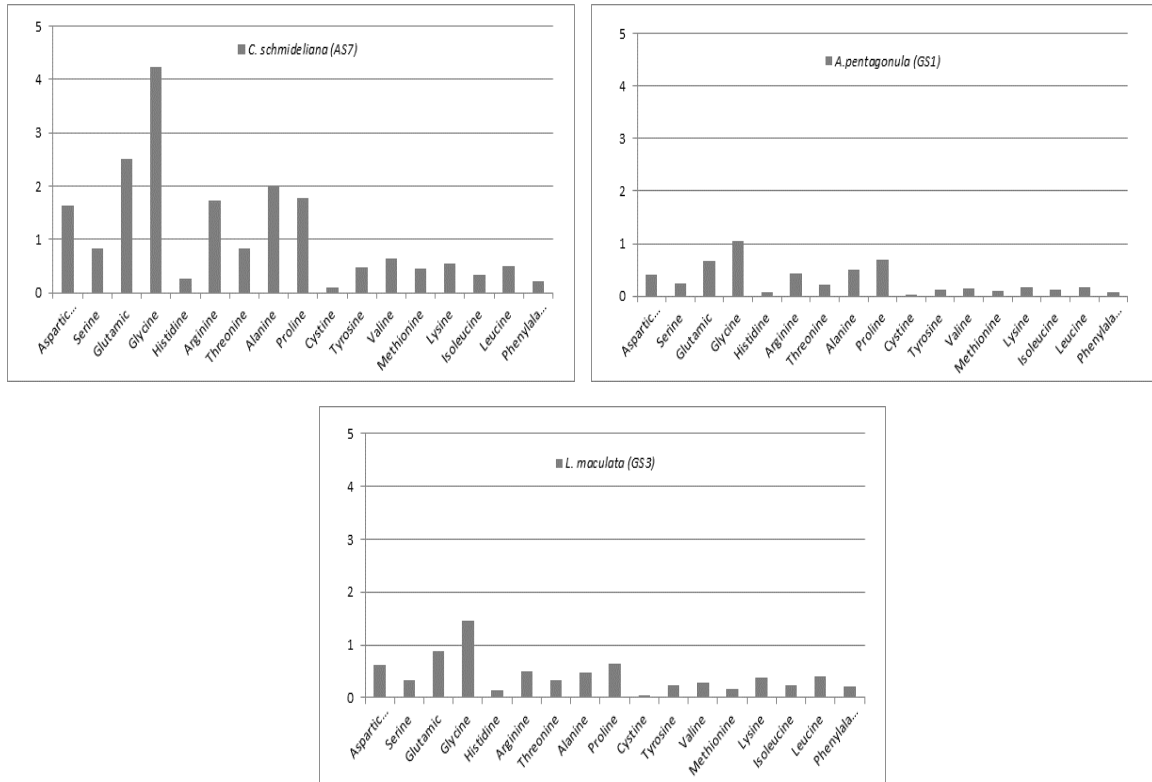 5
4
3
2
1
0
C. schmideliana (AS7)
Aspartic...
Serine
Glutamic
Glycine
Histidine
Arginine
Threonine
Alanine
Proline
Cystine
Tyrosine
Valine
Methionine
Lysine
Isoleucine
Leucine
Phenylala...
5
4
3
2
1
0
A.pentagonula (GS1)
Aspartic...
Serine
Glutamic
Glycine
Histidine
Arginine
Threonine
Alanine
Proline
Cystine
Tyrosine
Valine
Methionine
Lysine
Isoleucine
Leucine
Phenylala...
5
4
3
2
1
0
L. maculata (GS3)
Aspartic...
Serine
Glutamic
Glycine
Histidine
Arginine
Threonine
Alanine
Proline
Cystine
Tyrosine
Valine
Methionine
Lysine
Isoleucine
Leucine
Phenylala...